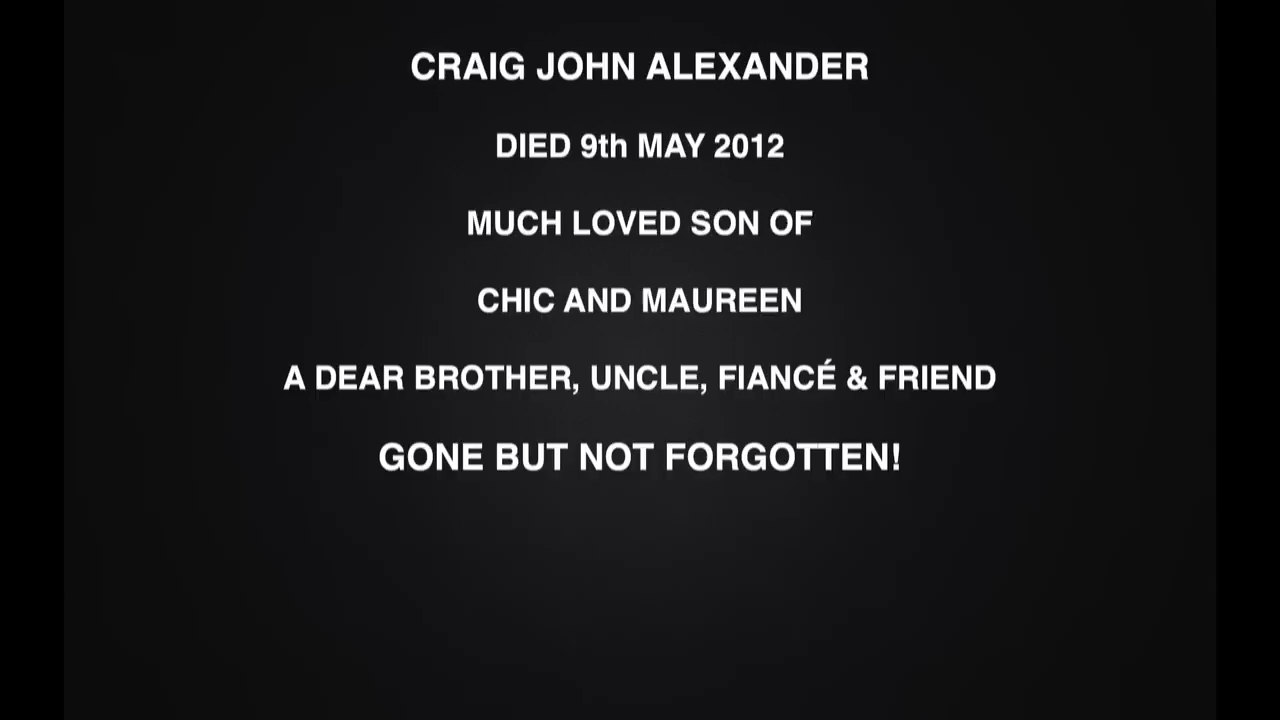 CRAIG JOHN ALEXANDER
DIED 9th MAY 2012
MUCH LOVED SON OF
CHIC AND MAUREEN
A DEAR BROTHER, UNCLE, FIANCÉ & FRIEND
GONE BUT NOT FORGOTTEN!